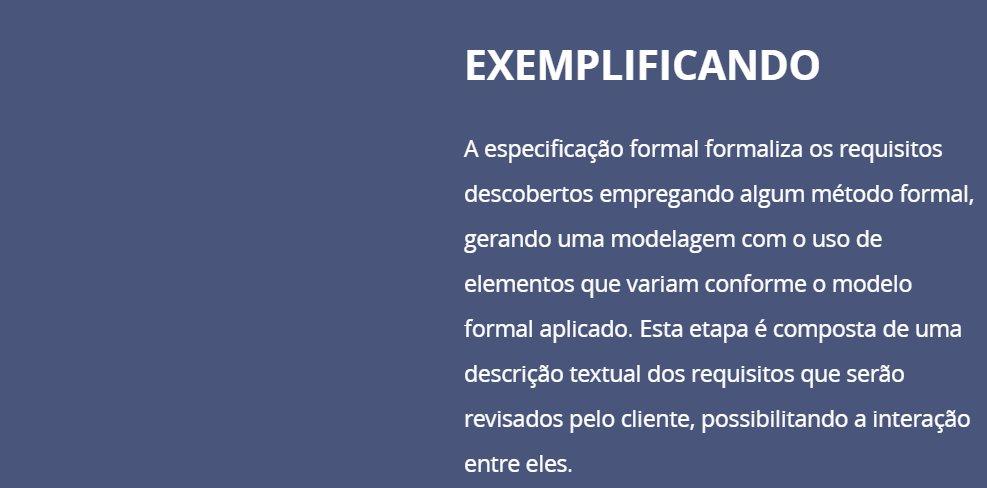 EXEMPLIFICANDO
A especificação formal formaliza os requisitos
descobertos empregando algum método formal,
gerando uma modelagem com o uso de
elementos que variam conforme o modelo
formal aplicado. Esta etapa é composta de uma
descrição textual dos requisitos que serão
revisados pelo cliente, possibilitando a interação
entre eles.